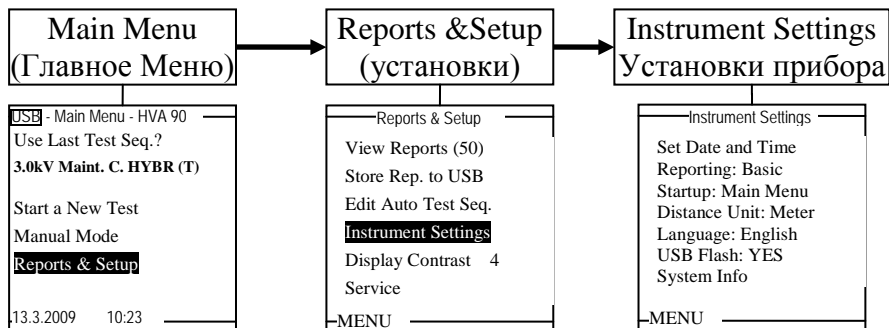 Main Menu
(Главное Меню)
Reports &Setup
(установки)
Instrument Settings
Установки прибора
USB - Main Menu - HVA 90
Use Last Test Seq.?
3.0kV Maint. C. HYBR (T)
Start a New Test
Manual Mode
Reports & Setup
13.3.2009 10:23
Reports & Setup
View Reports (50)
Store Rep. to USB
Edit Auto Test Seq.
Instrument Settings
Display Contrast 4
Service
MENU
Instrument Settings
Set Date and Time
Reporting: Basic
Startup: Main Menu
Distance Unit: Meter
Language: English
USB Flash: YES
System Info
MENU